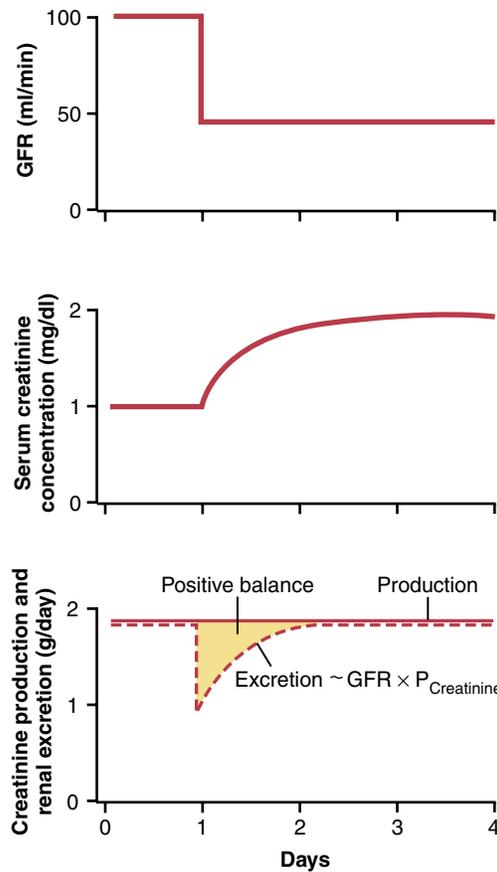 100
50
0
GFR (ml/min)
2
1
0
Serum creatinine
concentration (mg/dl)
Positive balance
Production
2
1
0
Creatinine production and
renal excretion (g/day)
Excretion ~ GFR × PCreatinine
0 1 2 3 4
Days